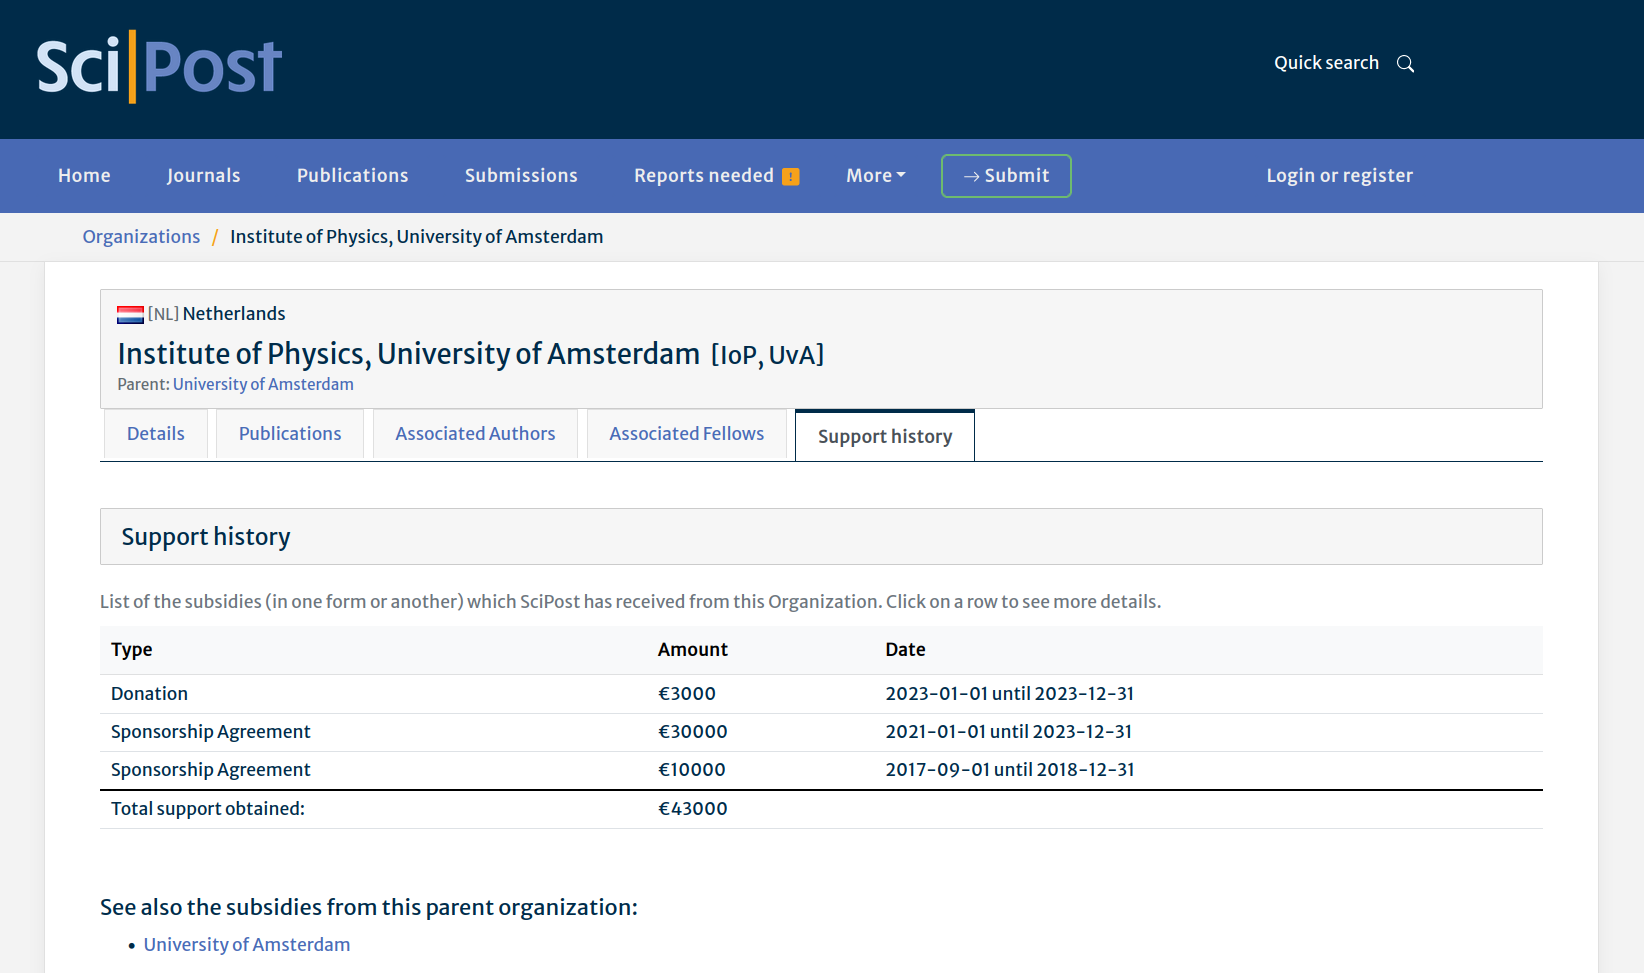 Sci|Post
Quick search
Home Journals Publications Submissions Reports needed ! More → Submit Login or register
Organizations / Institute of Physics, University of Amsterdam
[NL] Netherlands
Institute of Physics, University of Amsterdam [IoP, UvA]
Parent: University of Amsterdam
Details Publications Associated Authors Associated Fellows Support history
Support history
List of the subsidies (in one form or another) which SciPost has received from this Organization. Click on a row to see more details.
Type Amount Date
Donation €3000 2023-01-01 until 2023-12-31
Sponsorship Agreement €30000 2021-01-01 until 2023-12-31
Sponsorship Agreement €10000 2017-09-01 until 2018-12-31
Total support obtained: €43000
See also the subsidies from this parent organization:
• University of Amsterdam